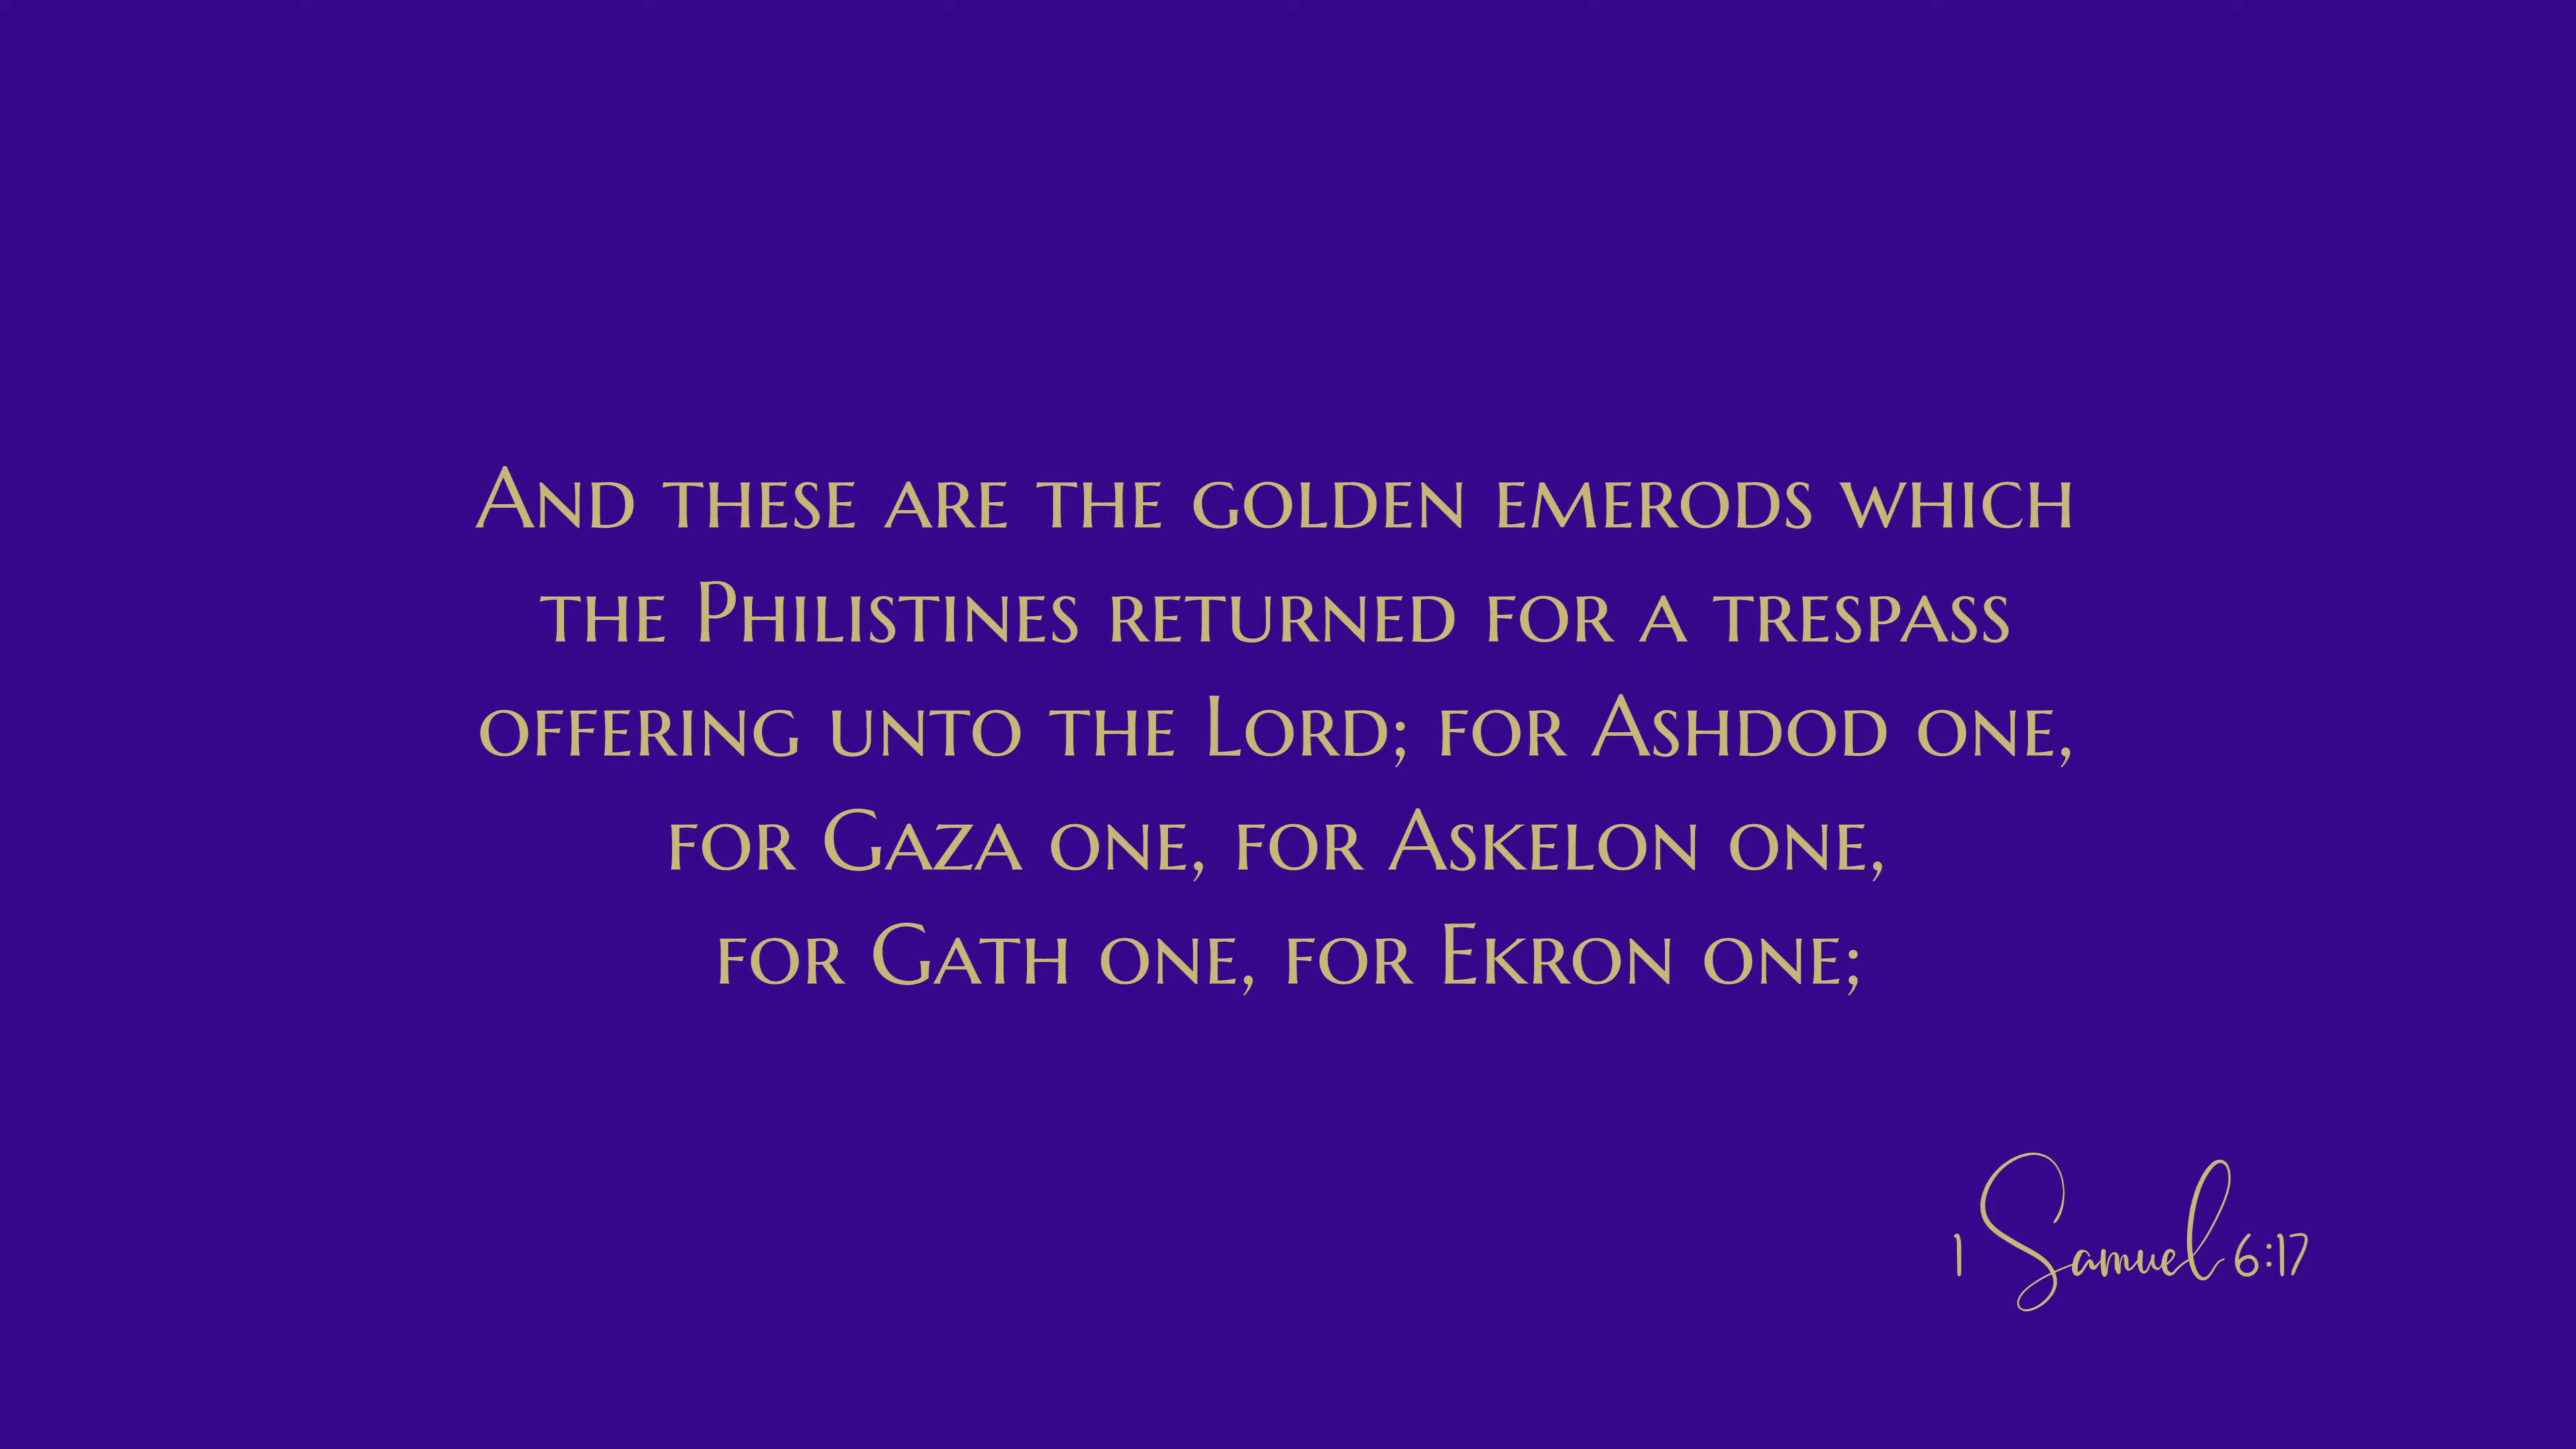 And these are the golden emerods which
the Philistines returned for a trespass
offering unto the Lord; for Ashdod one,
for Gaza one, for Askelon one,
for Gath one, for Ekron one;
1 Samuel 6:17